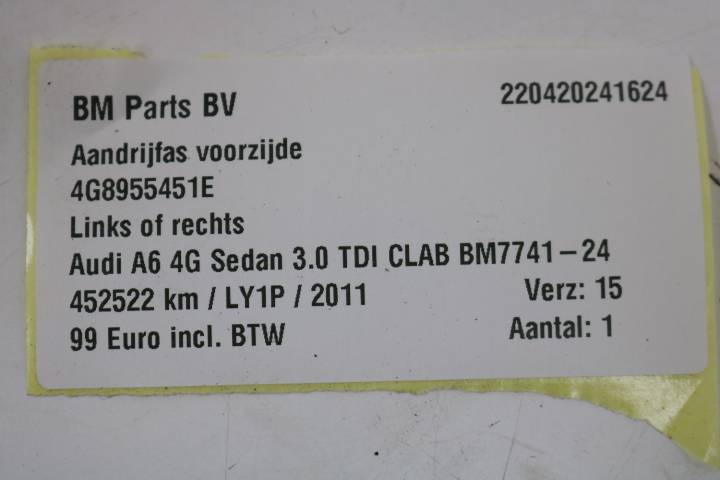 BM Parts BV 220420241624
Aandrijfas voorzijde
4G8955451E
Links of rechts
Audi A6 4G Sedan 3.0 TDI CLAB BM7741-24
452522 km / LY1P / 2011 Verz: 15
99 Euro incl. BTW Aantal: 1